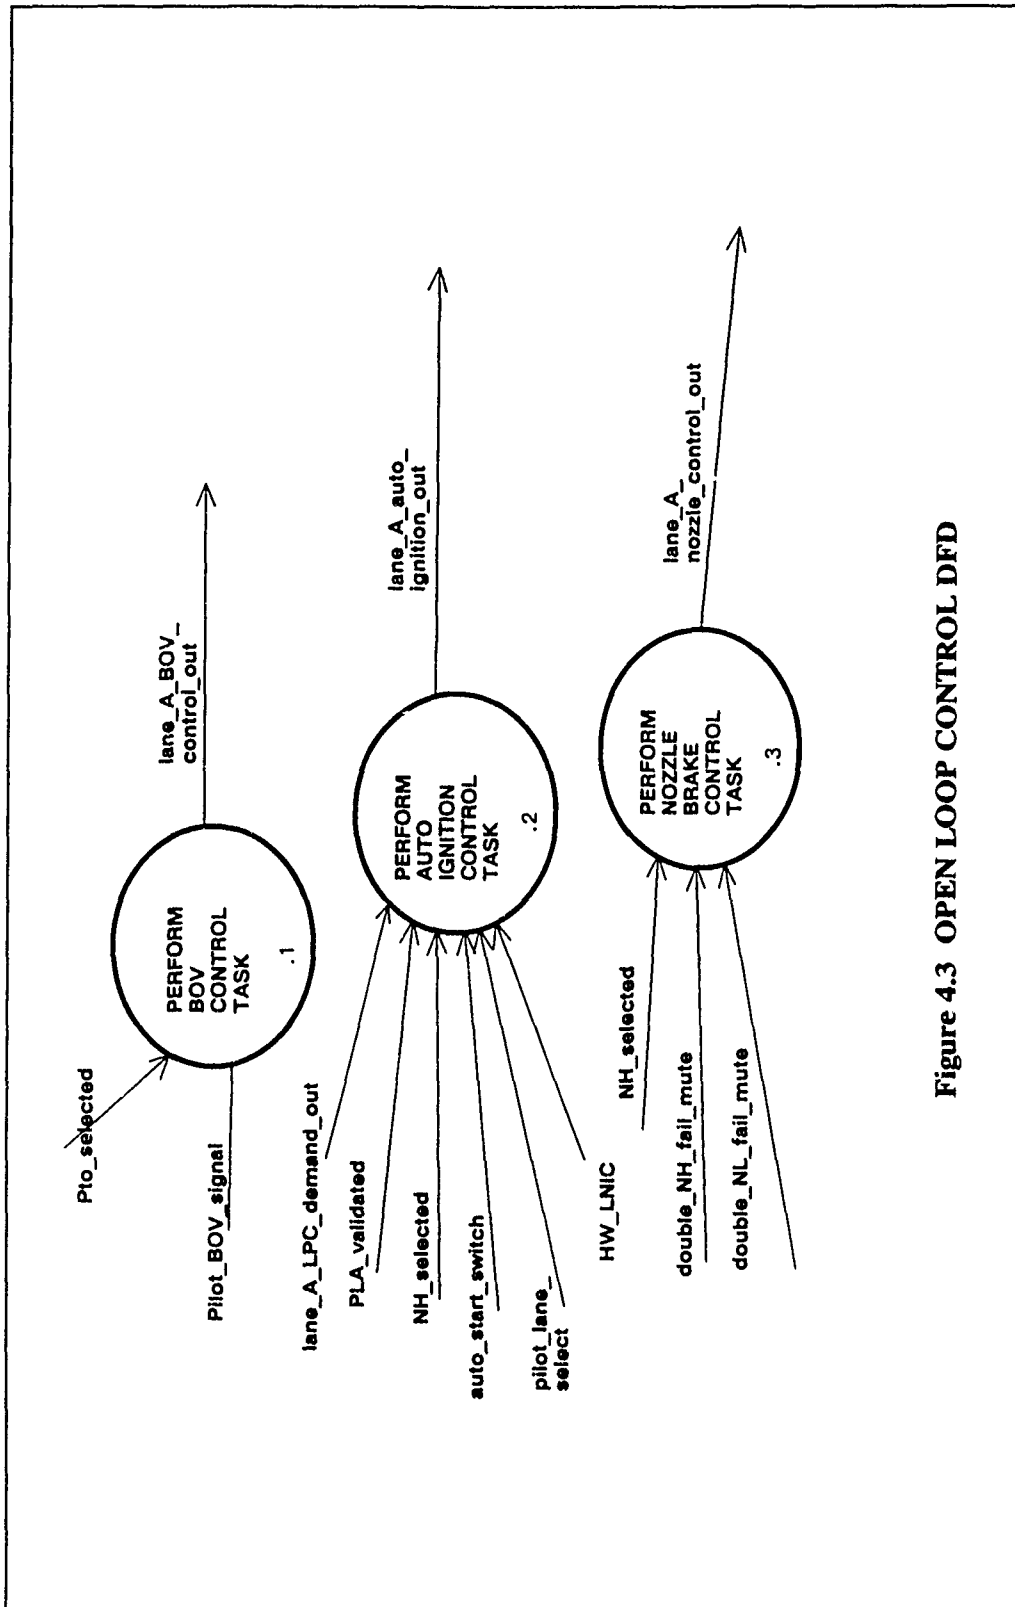 Pto_selected
Pilot_BOV_signal
PERFORM
BOV
CONTROL
TASK
.1
lane_A_BOV_
control_out
lane_A_LPC_demand_out
PLA_validated
NH_selected
auto_start_switch
pilot_lane_
select
HW_LNIC
PERFORM
AUTO
IGNITION
CONTROL
TASK
.2
lane_A_auto_
ignition_out
NH_selected
double_NH_fail_mute
double_NL_fail_mute
PERFORM
NOZZLE
BRAKE
CONTROL
TASK
.3
lane_A_
nozzle_control_out
Figure 4.3 OPEN LOOP CONTROL DFD